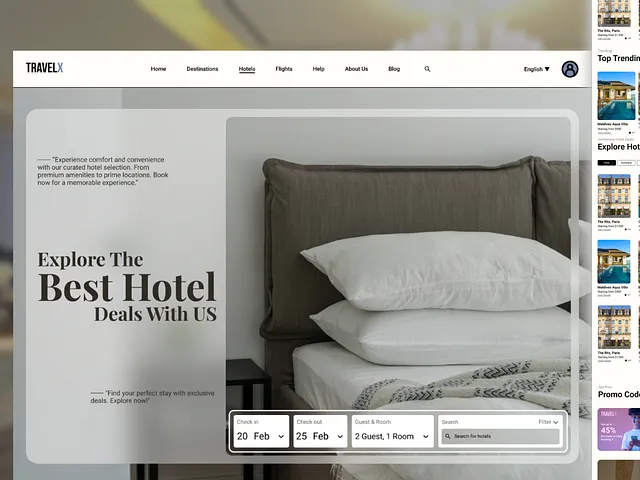 TRAVELX
Home
Destinations
Hotels
Flights
Help
About Us
Blog
English
"Experience comfort and convenience
with our curated hotel selection. From
premium amenities to prime locations. Book
now for a memorable experience."
Explore The
Best Hotel
Deals With US
"Find your perfect stay with exclusive
deals. Explore now!"
Check in
20 Feb
Check out
25 Feb
Guest & Room
2 Guest, 1 Room
Search
Filter
Search for hotels
The Ritz, Paris
Trending
Top Trendin
Maldives Aqua Villa
Explore Hot
The Ritz, Paris
Maldives Aqua Villa
The Ritz, Paris
Promo Code
TRAVELX
45%